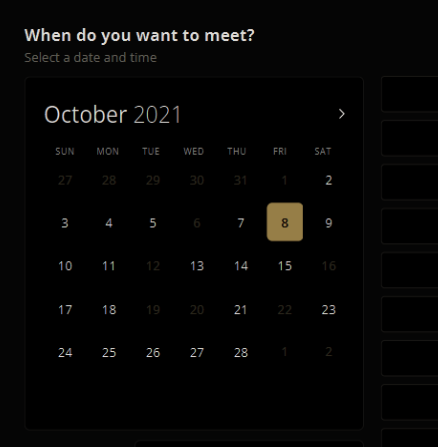 When do you want to meet?
Select a date and time
October 2021
SUN MON TUE WED THU FRI SAT
27 28 29 30 31 1 2
3 4 5 6 7 8 9
10 11 12 13 14 15 16
17 18 19 20 21 22 23
24 25 26 27 28 1 2